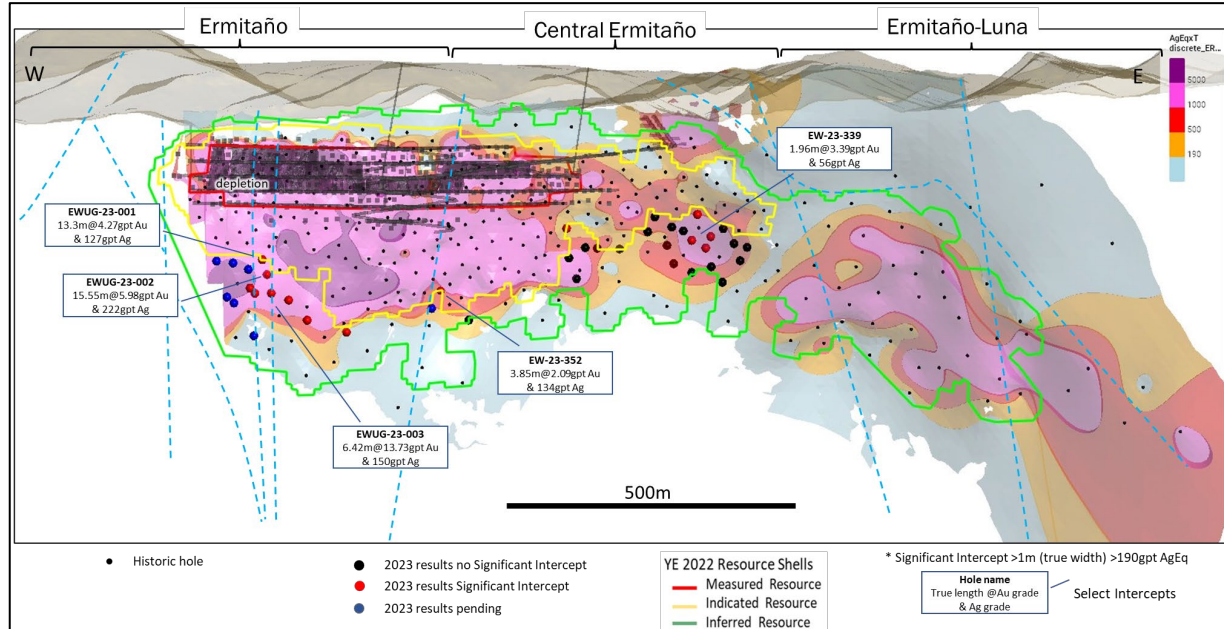 Ermitaño
Central Ermitaño
Ermitaño-Luna
AgEqxT
discrete_ER...
W
E
5000
1000
500
190
EW-23-339
1.96m@3.39gpt Au
& 56gpt Ag
depletion
EWUG-23-001
13.3m@4.27gpt Au
& 127gpt Ag
EWUG-23-002
15.55m@5.98gpt Au
& 222gpt Ag
EW-23-352
3.85m@2.09gpt Au
& 134gpt Ag
EWUG-23-003
6.42m@13.73gpt Au
& 150gpt Ag
500m
Historic hole
2023 results no Significant Intercept
2023 results Significant Intercept
2023 results pending
YE 2022 Resource Shells
Measured Resource
Indicated Resource
Inferred Resource
* Significant Intercept >1m (true width) >190gpt AgEq
Hole name
True length @Au grade
& Ag grade
Select Intercepts